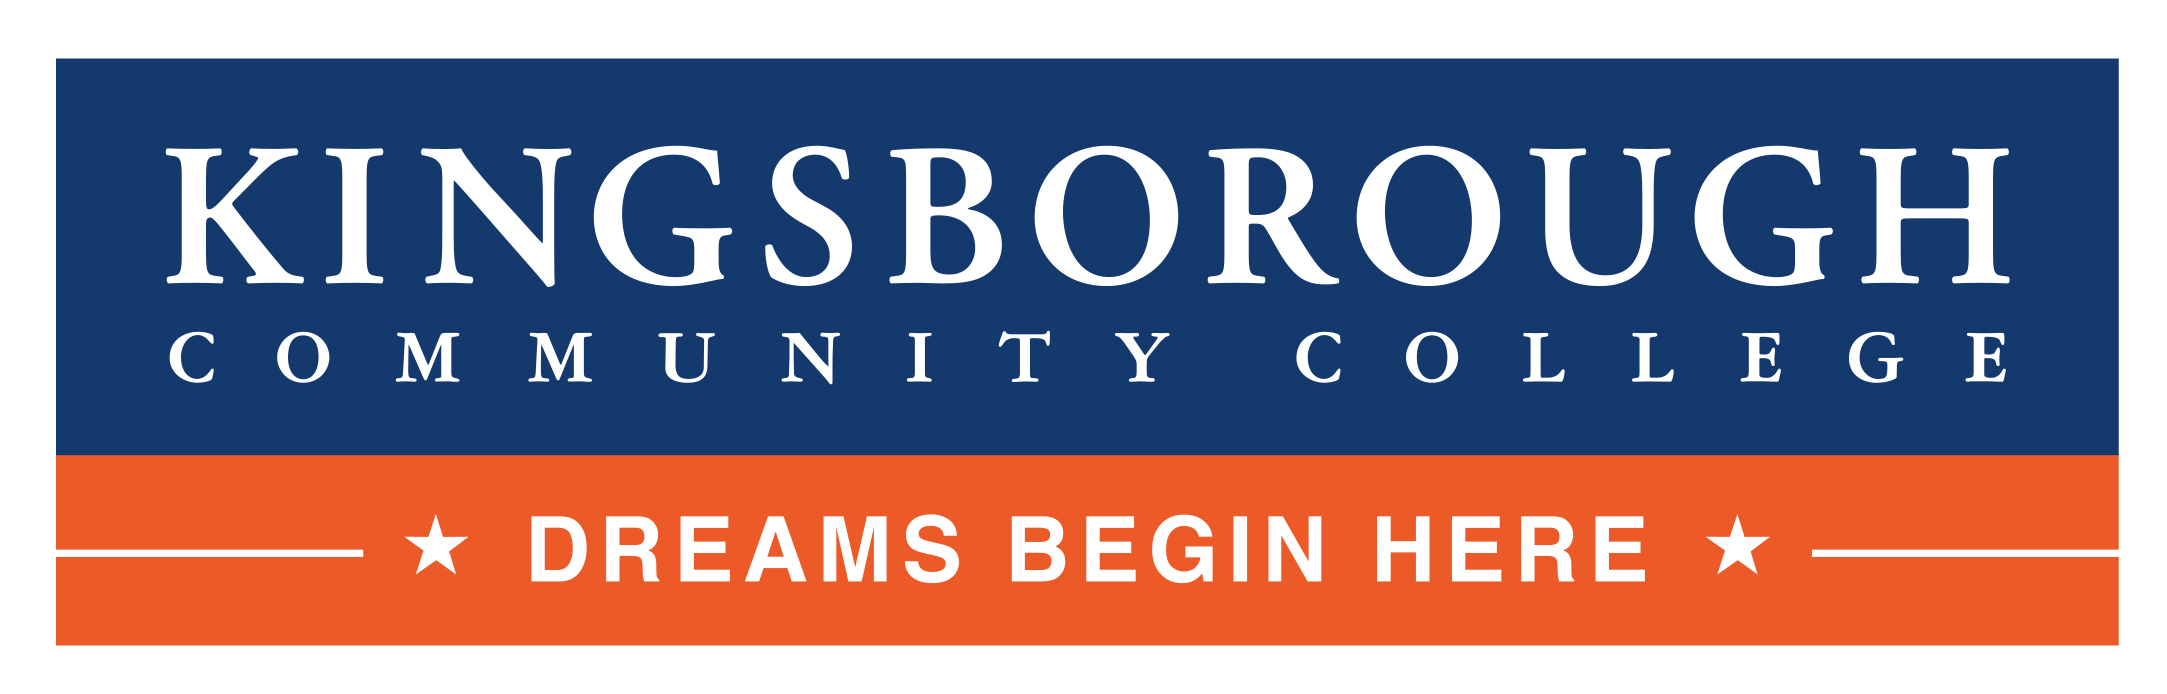 KINGSBOROUGH
COMMUNITY COLLEGE
DREAMS BEGIN HERE